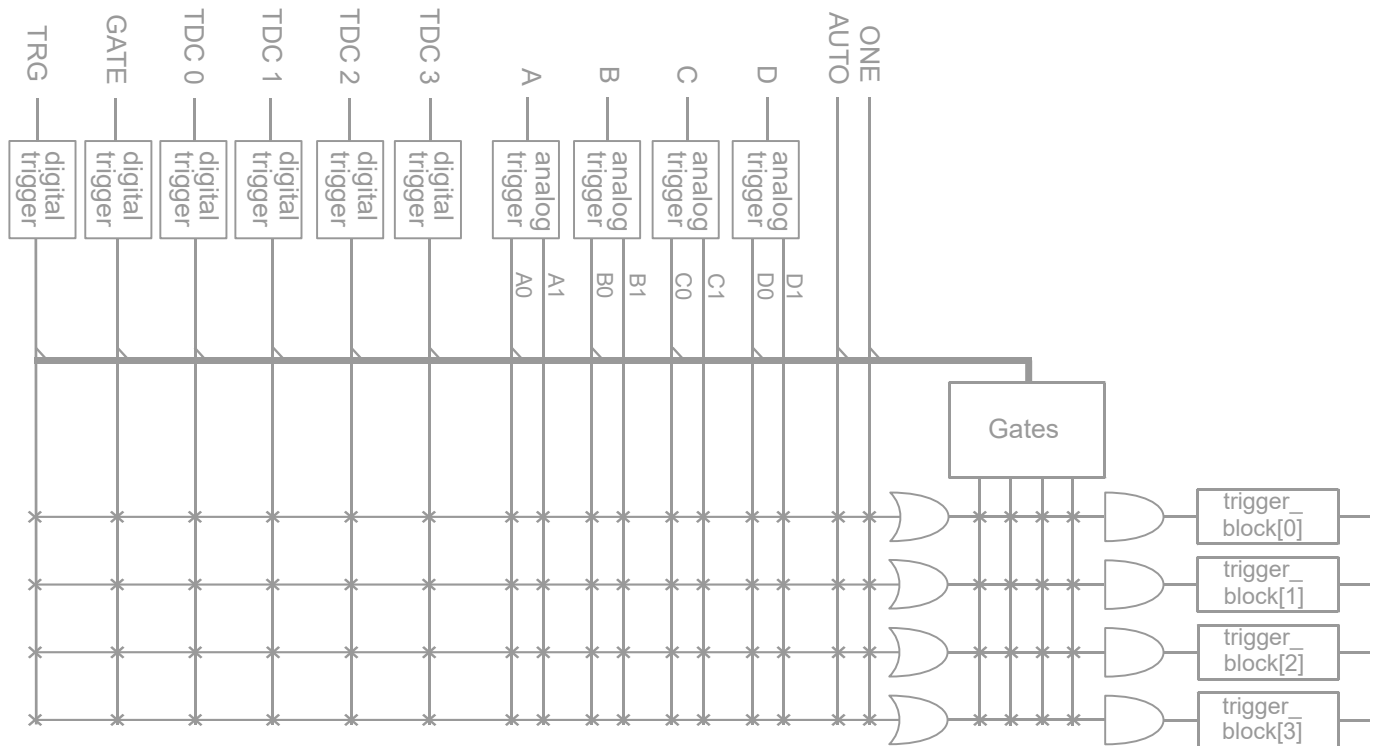 TRG
GATE
TDC 0
TDC 1
TDC 2
TDC 3
A
B
C
D
AUTO
ONE
digital
trigger
digital
trigger
digital
trigger
digital
trigger
digital
trigger
digital
trigger
analog
trigger
analog
trigger
analog
trigger
analog
trigger
A0
A1
B0
B1
C0
C1
D0
D1
Gates
trigger_
block[0]
trigger_
block[1]
trigger_
block[2]
trigger_
block[3]